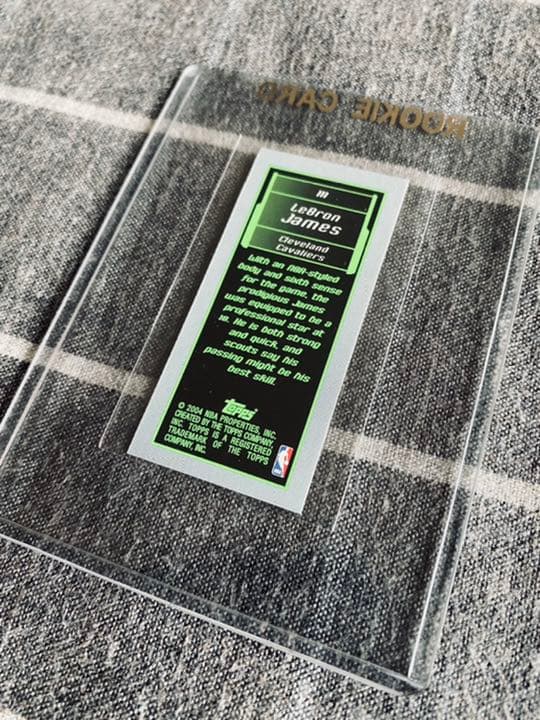 ROOKIE CARD
111
LeBron
James
Cleveland
Cavaliers
With an NBA-styled
body and sixth sense
for the game, the
prodigious James
was equipped to be a
professional star at
18. He is both strong
and quick, and
scouts say his
passing might be his
best skill.
Topps
© 2004 NBA PROPERTIES, INC.
CREATED BY THE TOPPS COMPANY
INC. TOPPS IS A REGISTERED
TRADEMARK OF THE TOPPS
COMPANY, INC.